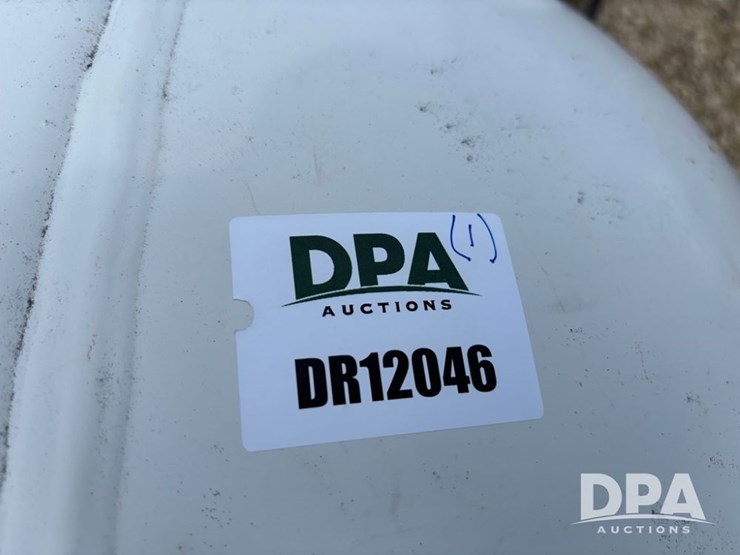 DPA (1)
AUCTIONS
DR12046
DPA
AUCTIONS